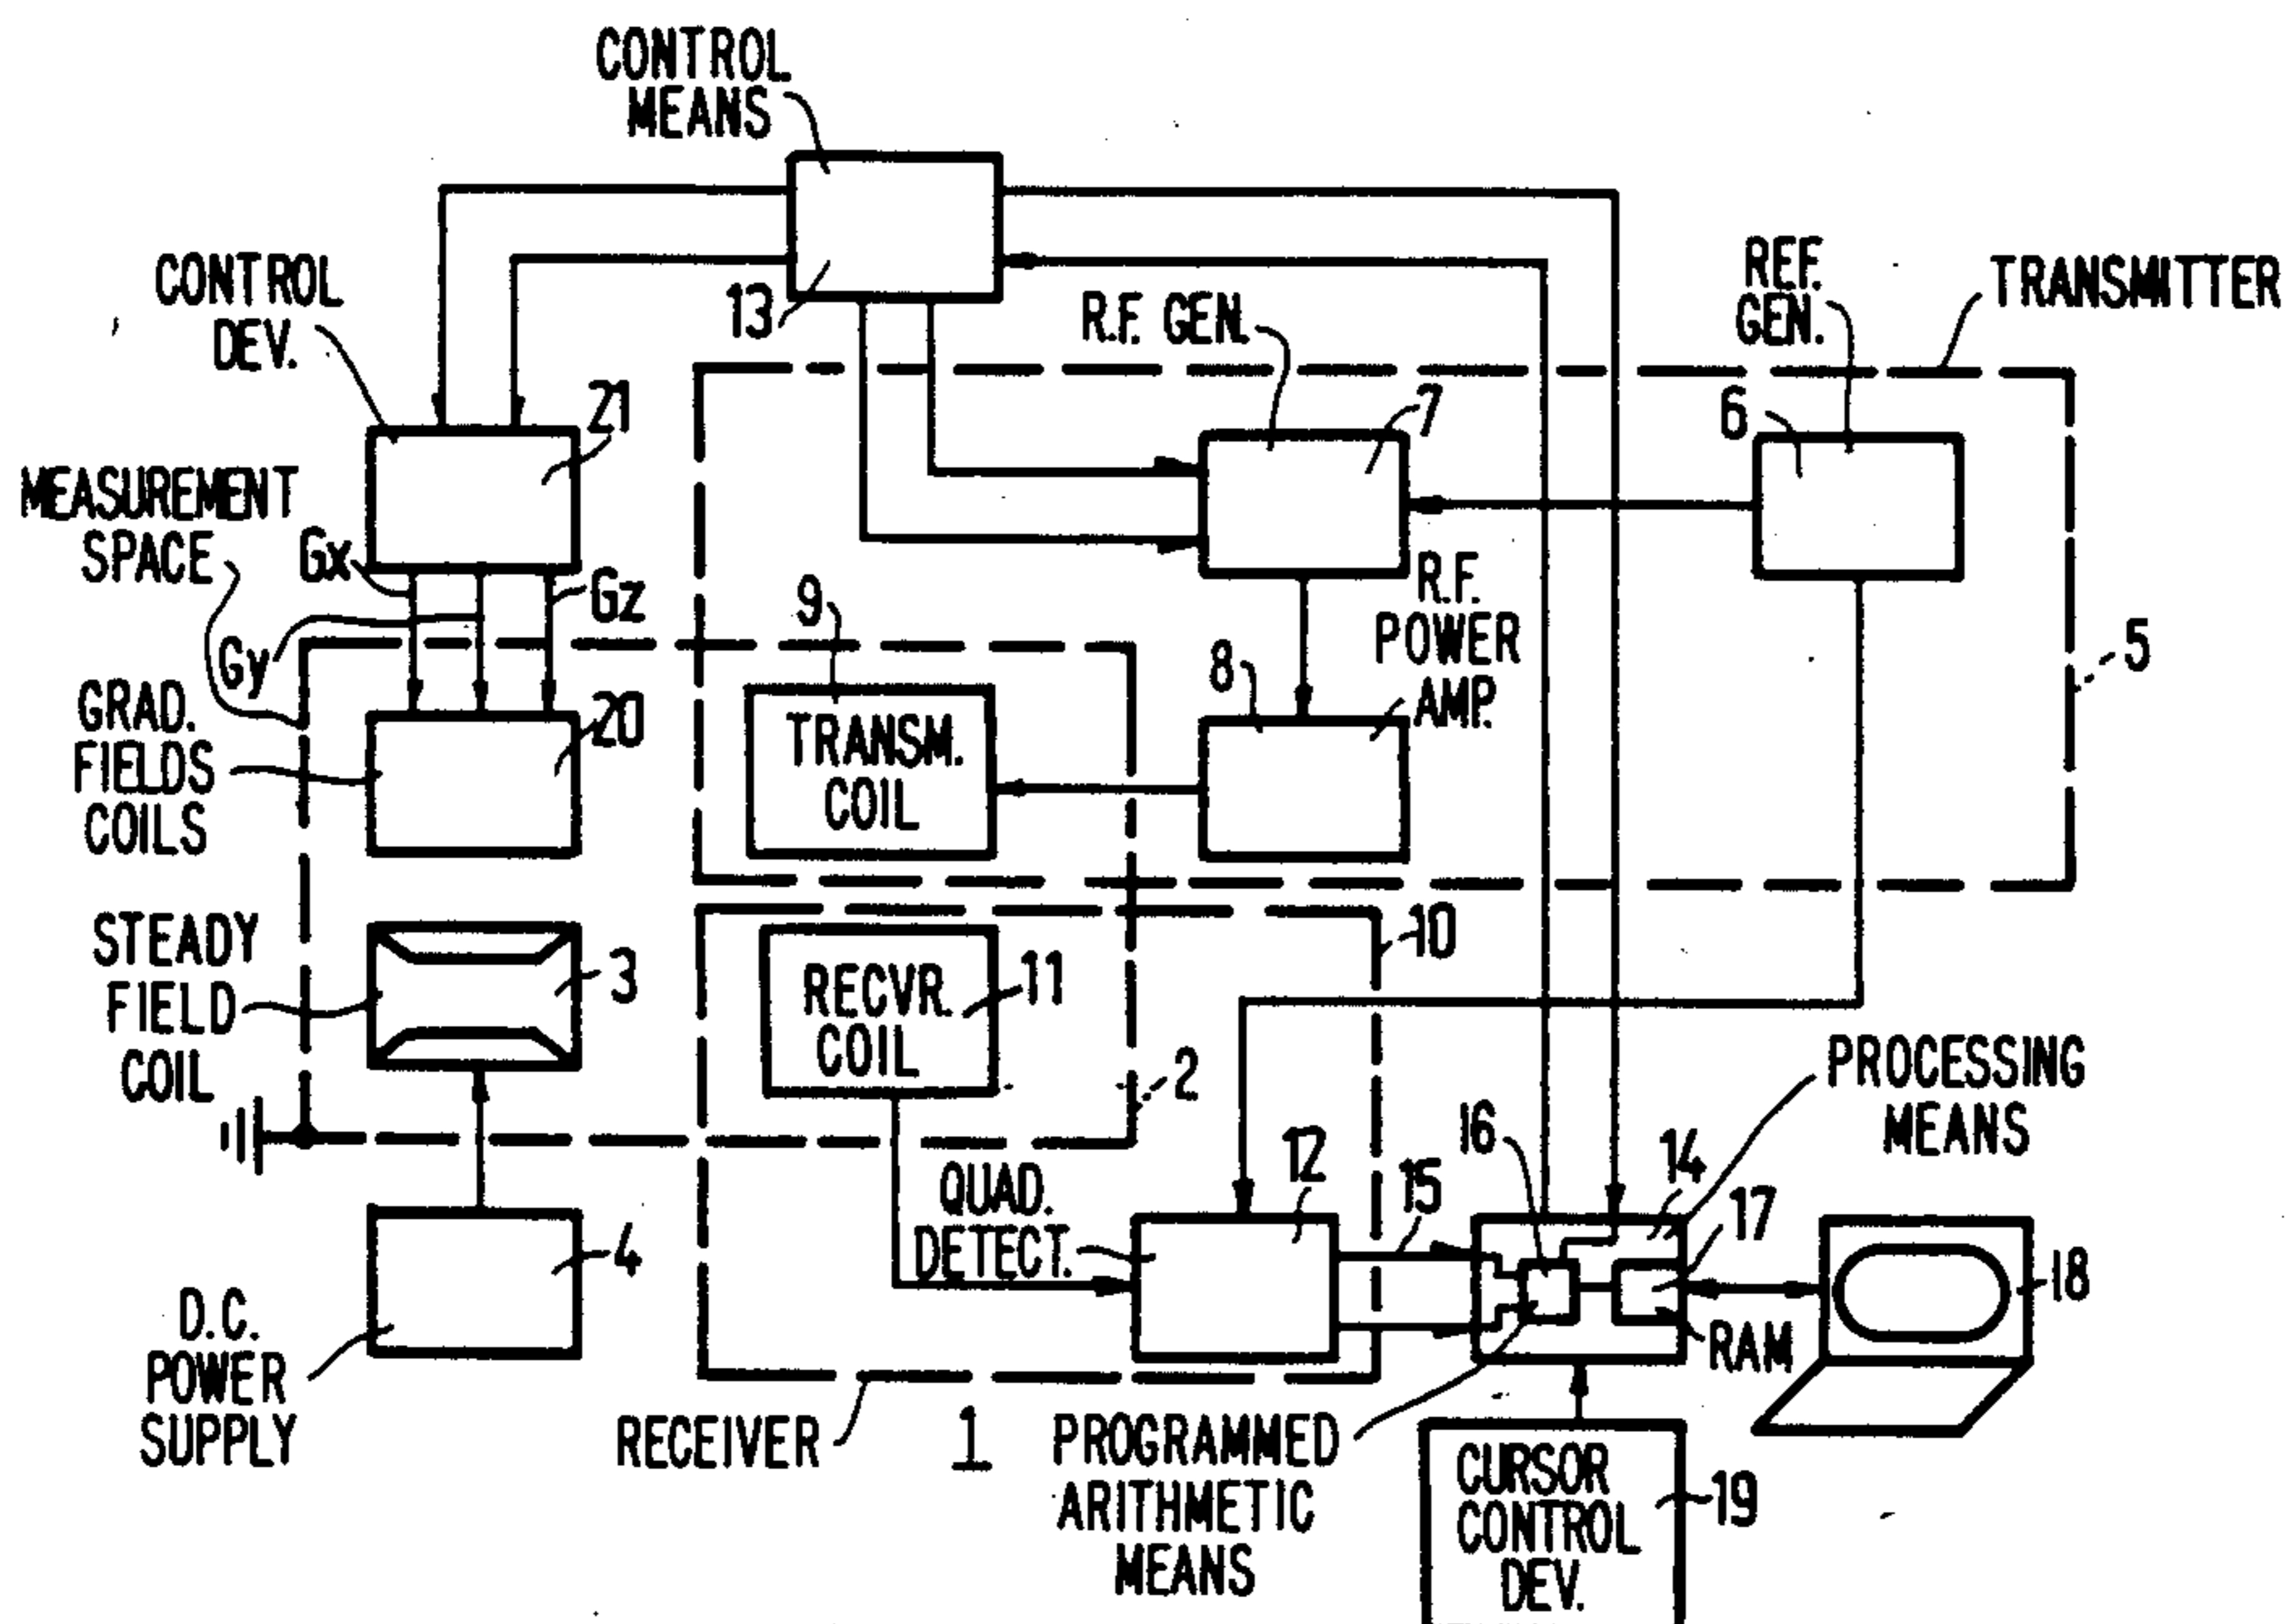 CONTROL
MEANS
13
CONTROL
DEV.
21
R.F. GEN.
7
REF.
GEN.
6
TRANSMITTER
5
MEASUREMENT
SPACE
Gx
Gy
Gz
GRAD.
FIELDS
COILS
20
9
TRANSM.
COIL
8
R.F.
POWER
AMP.
STEADY
FIELD
COIL
3
RECVR.
COIL
11
10
2
D.C.
POWER
SUPPLY
4
QUAD.
DETECT.
12
15
16
14
PROCESSING
MEANS
17
RAM
18
RECEIVER
1
PROGRAMMED
ARITHMETIC
MEANS
CURSOR
CONTROL
DEV.
19